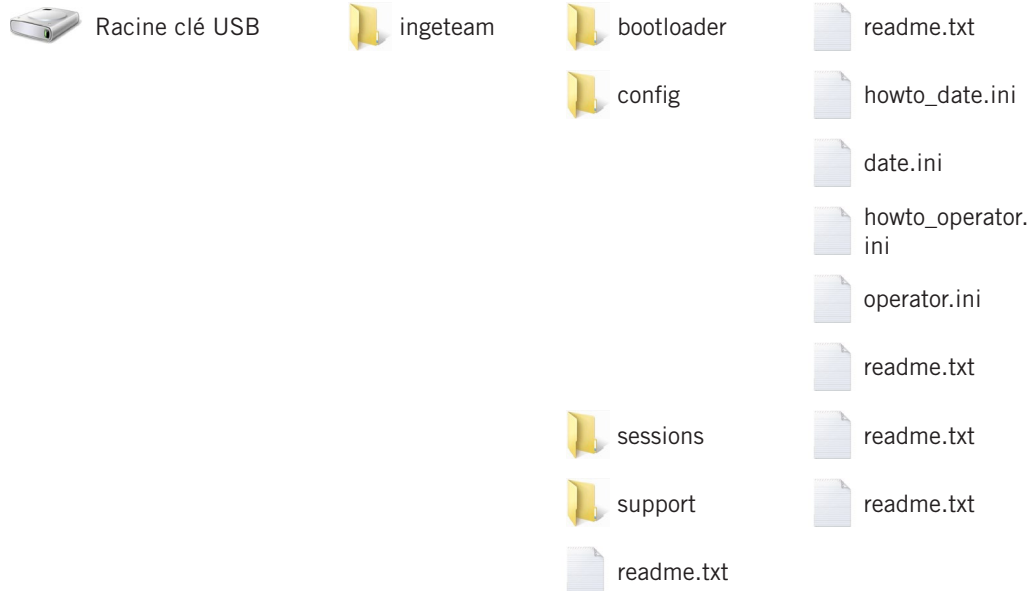 Racine clé USB
ingeteam
bootloader
readme.txt
config
howto_date.ini
date.ini
howto_operator.
ini
operator.ini
readme.txt
sessions
readme.txt
support
readme.txt
readme.txt